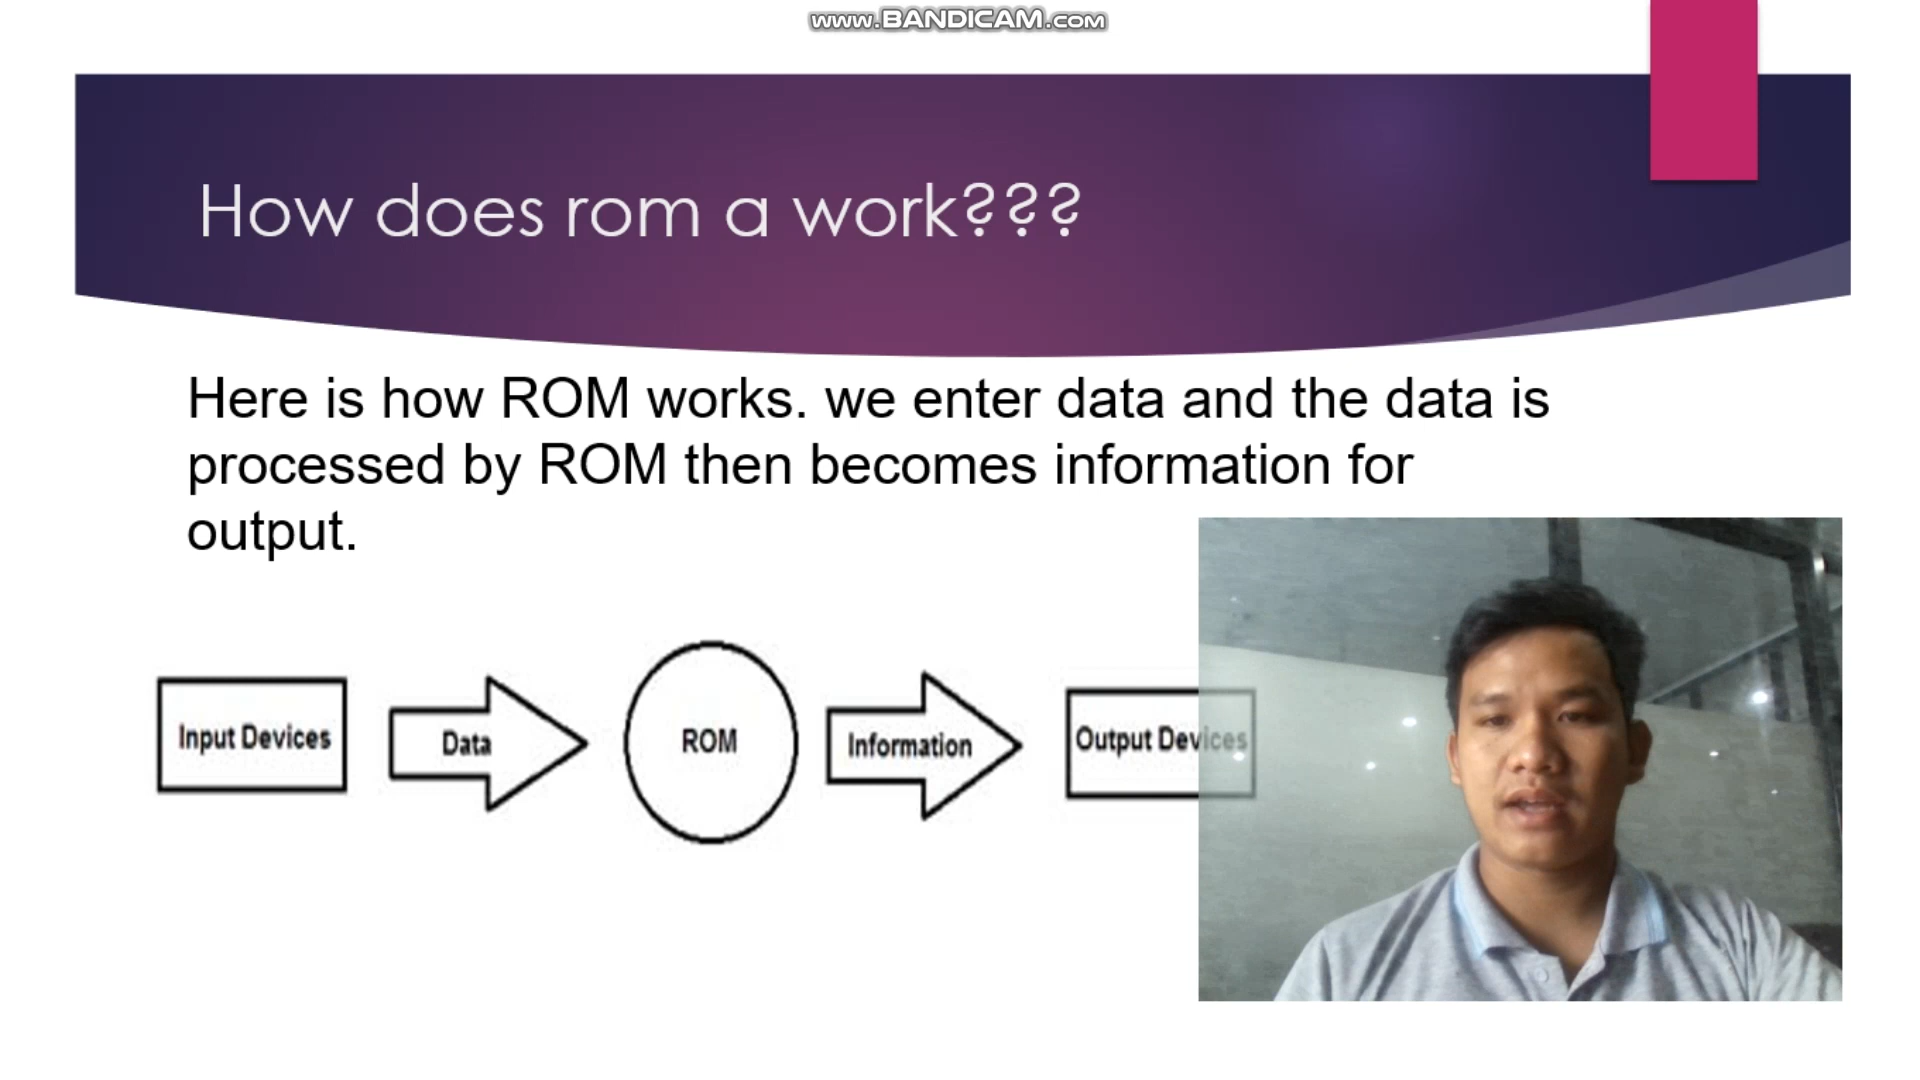 www.BANDICAM.com
How does rom a work???
Here is how ROM works. we enter data and the data is
processed by ROM then becomes information for
output.
Input Devices
Data
ROM
Information
Output Devices